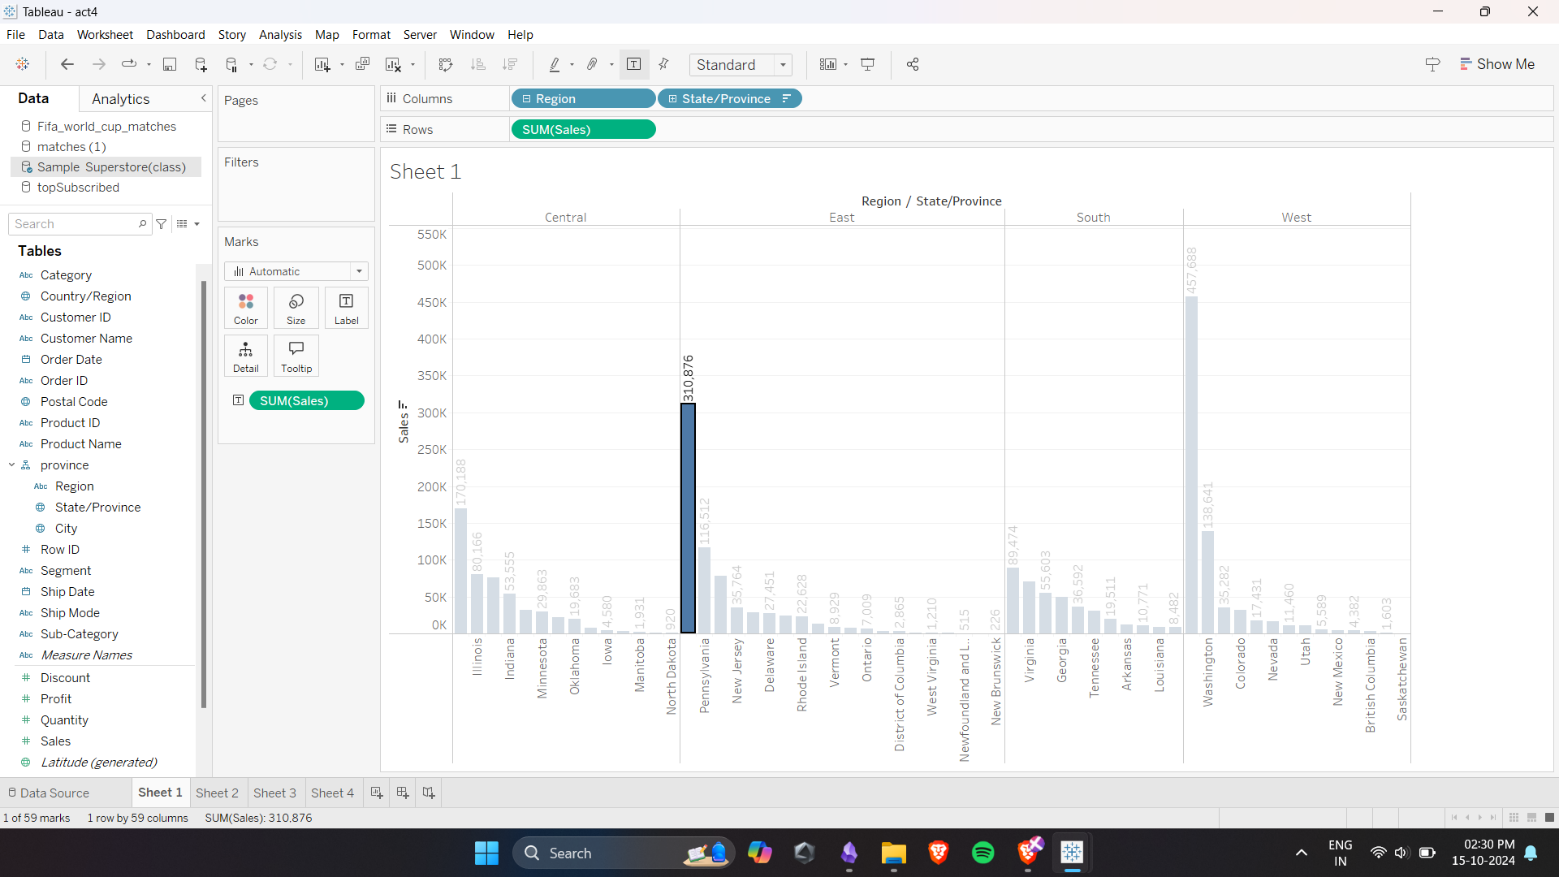 Tableau - act4
File Data Worksheet Dashboard Story Analysis Map Format Server Window Help
Standard
Show Me
Data Analytics
Fifa_world_cup_matches
matches (1)
Sample Superstore(class)
topSubscribed
Search
Tables
Abc Category
Country/Region
Abc Customer ID
Abc Customer Name
Order Date
Abc Order ID
Postal Code
Abc Product ID
Abc Product Name
province
Abc Region
State/Province
City
# Row ID
Abc Segment
Ship Date
Abc Ship Mode
Abc Sub-Category
Abc Measure Names
# Discount
# Profit
# Quantity
# Sales
Latitude (generated)
Pages
Filters
Marks
Automatic
Color Size Label
Detail Tooltip
SUM(Sales)
Columns Region State/Province
Rows SUM(Sales)
Sheet 1
Region / State/Province
Central East South West
Sales
550K
500K
450K
400K
350K
300K
250K
200K
150K
100K
50K
0K
170,188
80,166
53,555
29,863
19,683
4,580
1,931
920
310,876
116,512
35,764
27,451
22,628
8,929
7,009
2,865
1,210
515
226
89,474
55,603
36,592
19,511
10,771
8,482
457,688
138,641
35,282
17,431
11,460
5,589
4,382
1,603
Illinois
Indiana
Minnesota
Oklahoma
Iowa
Manitoba
North Dakota
Pennsylvania
New Jersey
Delaware
Rhode Island
Vermont
Ontario
District of Columbia
West Virginia
Newfoundland and L..
New Brunswick
Virginia
Georgia
Tennessee
Arkansas
Louisiana
Washington
Colorado
Nevada
Utah
New Mexico
British Columbia
Saskatchewan
Data Source Sheet 1 Sheet 2 Sheet 3 Sheet 4
1 of 59 marks 1 row by 59 columns SUM(Sales): 310.876
Search
ENG
IN
02:30 PM
15-10-2024